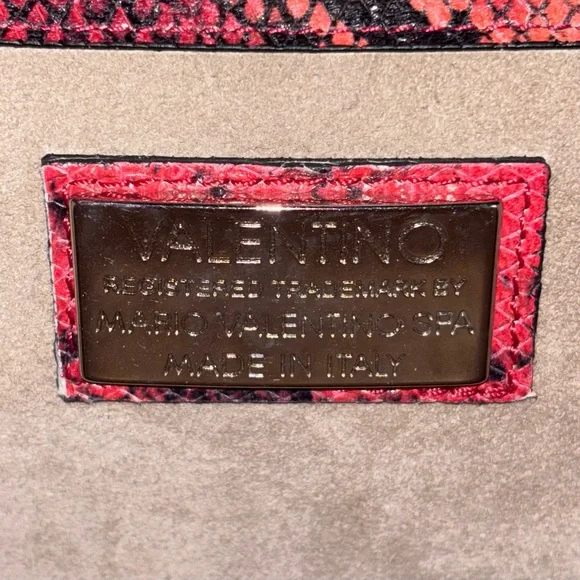 VALENTINO
REGISTERED TRADEMARK BY
MARIO VALENTINO SPA
MADE IN ITALY